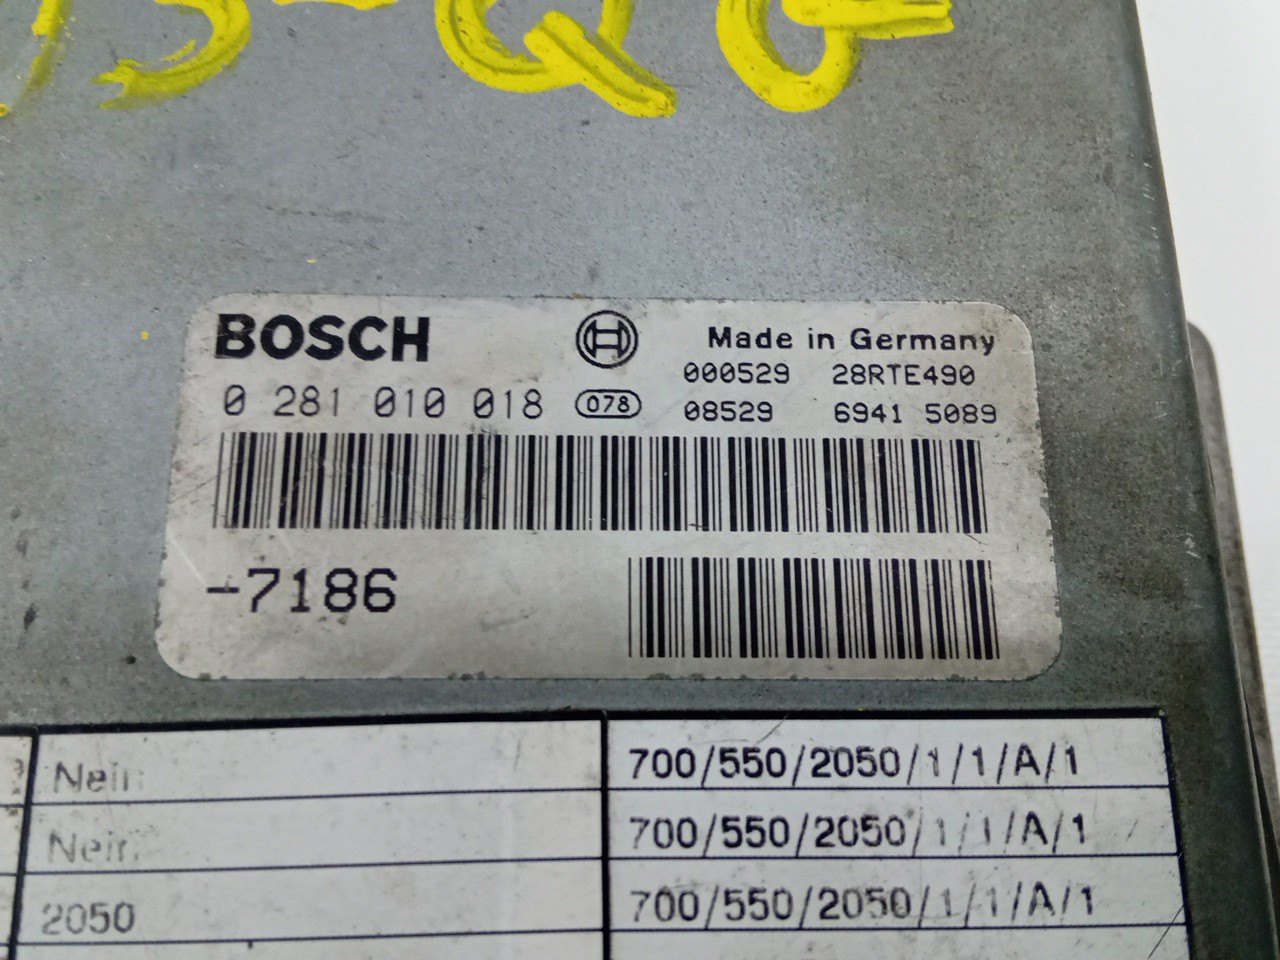 BOSCH
Made in Germany
000529 28RTE490
0 281 010 018 078 08529 6941 5089
-7186
Nein 700/550/2050/1/1/A/1
Nein 700/550/2050/1/1/A/1
2050 700/550/2050/1/1/A/1